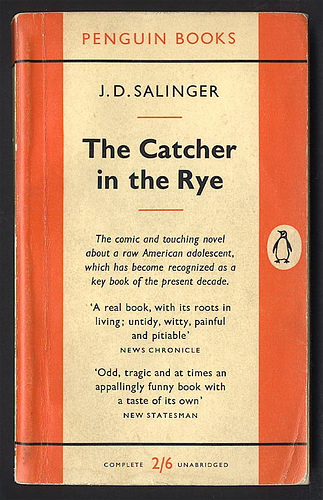 PENGUIN BOOKS
J. D. SALINGER
The Catcher
in the Rye
The comic and touching novel
about a raw American adolescent,
which has become recognized as a
key book of the present decade.
‘A real book, with its roots in
living; untidy, witty, painful
and pitiable’
NEWS CHRONICLE
‘Odd, tragic and at times an
appallingly funny book with
a taste of its own’
NEW STATESMAN
COMPLETE 2/6 UNABRIDGED